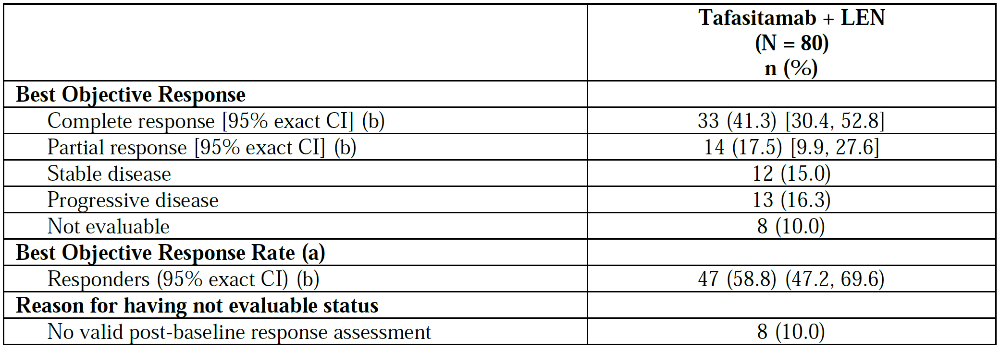 Tafasitamab + LEN
(N = 80)
n (%)
Best Objective Response
Complete response [95% exact CI] (b) 33 (41.3) [30.4, 52.8]
Partial response [95% exact CI] (b) 14 (17.5) [9.9, 27.6]
Stable disease 12 (15.0)
Progressive disease 13 (16.3)
Not evaluable 8 (10.0)
Best Objective Response Rate (a)
Responders (95% exact CI) (b) 47 (58.8) (47.2, 69.6)
Reason for having not evaluable status
No valid post-baseline response assessment 8 (10.0)